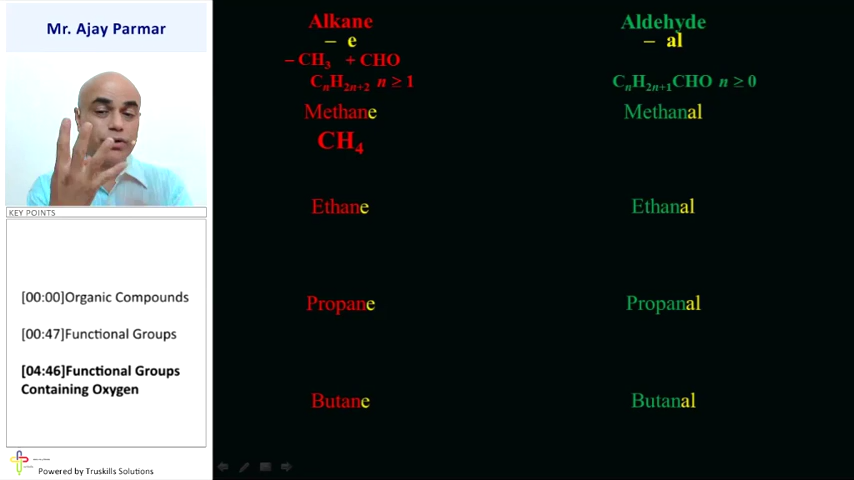 Mr. Ajay Parmar
KEY POINTS
[00:00]Organic Compounds
[00:47]Functional Groups
[04:46]Functional Groups
Containing Oxygen
Powered by Truskills Solutions
Alkane
– e
– CH₃ + CHO
CₙH₂ₙ₊₂ n ≥ 1
Methane
CH₄
Ethane
Propane
Butane
Aldehyde
– al
CₙH₂ₙ₊₁CHO n ≥ 0
Methanal
Ethanal
Propanal
Butanal